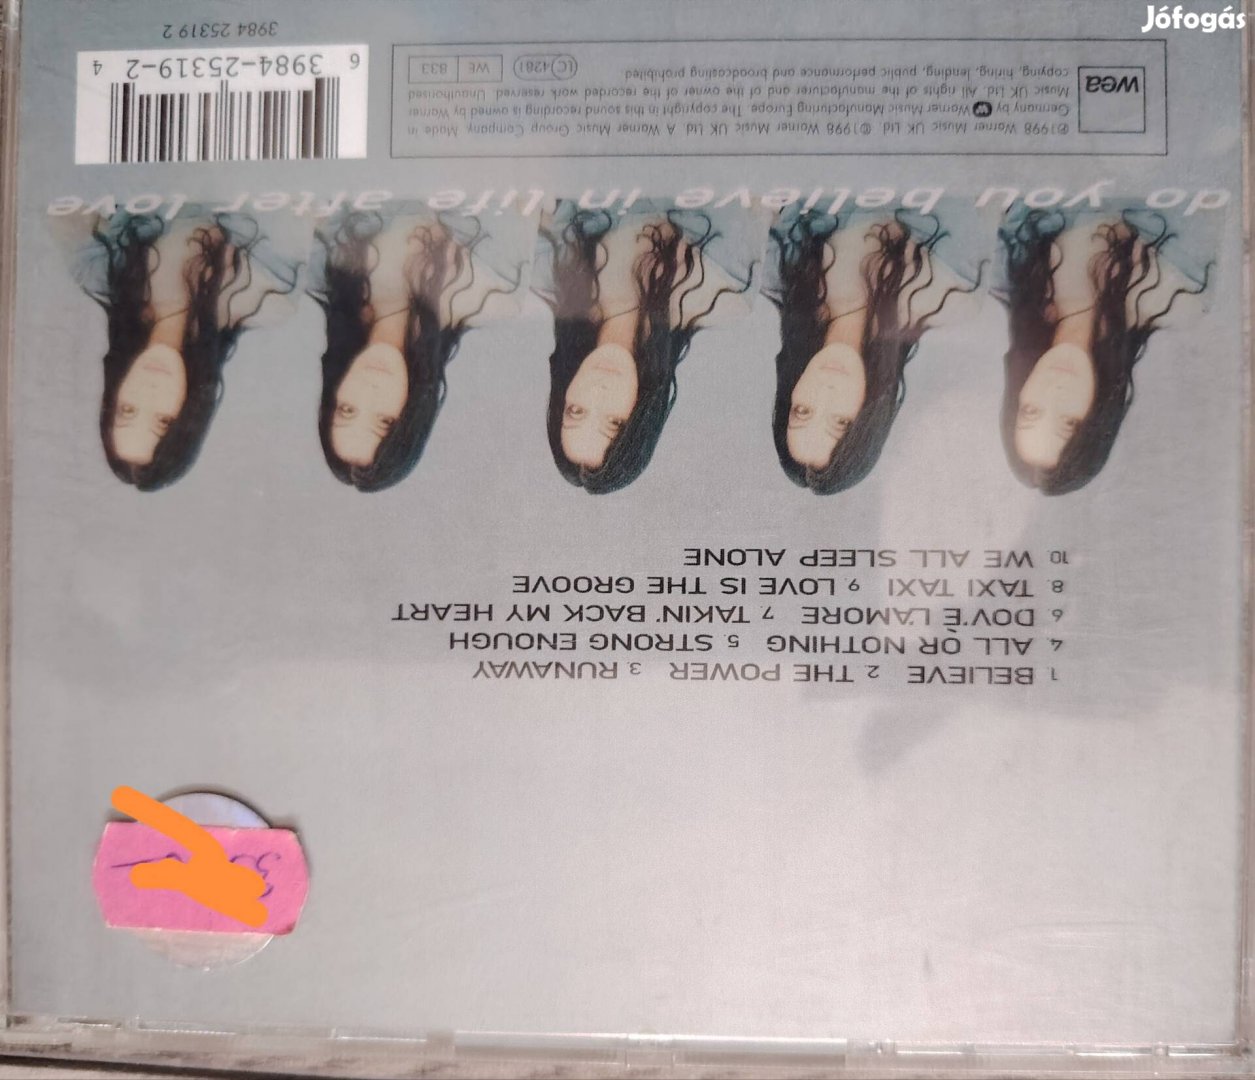 Jófogás
1. BELIEVE 2. THE POWER 3. RUNAWAY
4. ALL OR NOTHING 5. STRONG ENOUGH
6. DOV'È L'AMORE 7. TAKIN' BACK MY HEART
8. TAXI TAXI 9. LOVE IS THE GROOVE
10. WE ALL SLEEP ALONE
do you believe in life after love
wea
℗1998 Warner Music UK Ltd. ©1998 Warner Music UK Ltd. A Warner Music Group Company. Made in
Germany by Warner Music Manufacturing Europe. The copyright in this sound recording is owned by Warner
Music UK Ltd. All rights of the manufacturer and of the owner of the recorded work reserved. Unauthorised
copying, hiring, lending, public performance and broadcasting prohibited.
LC 4281 WE 833
6 3984-25319-2 4
3984 25319 2